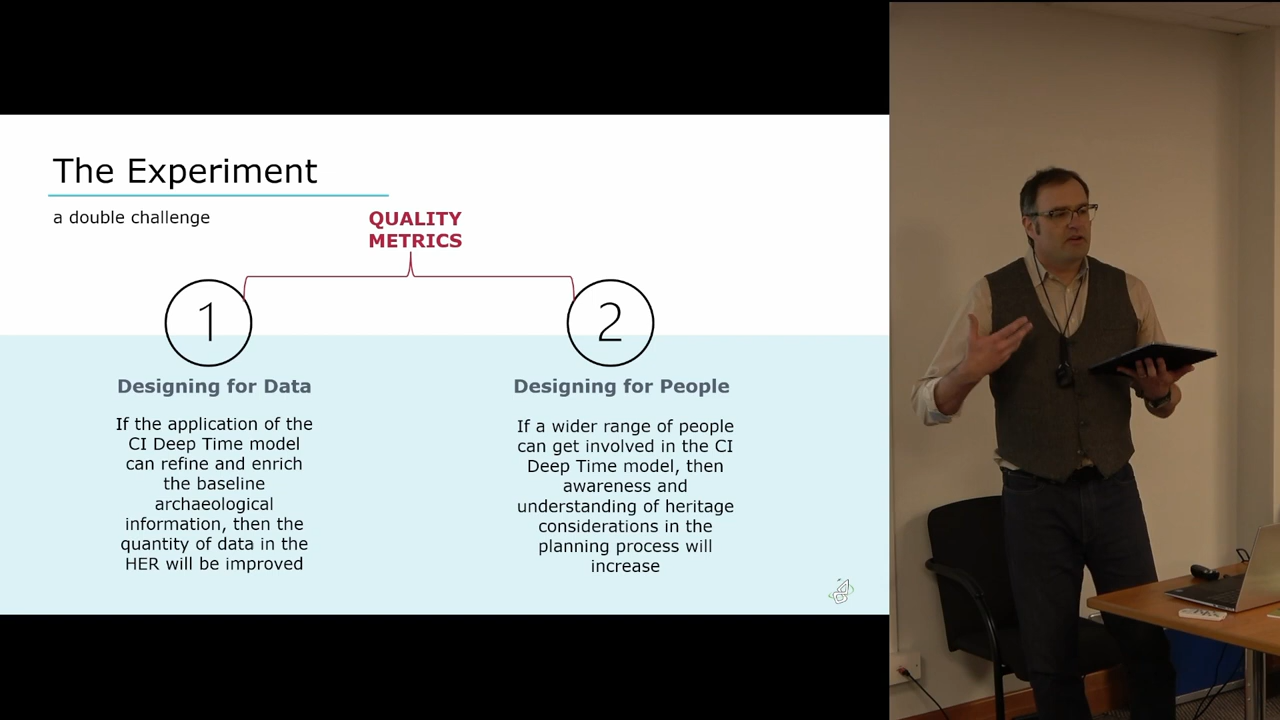 The Experiment
a double challenge
QUALITY
METRICS
1
2
Designing for Data
If the application of the
CI Deep Time model
can refine and enrich
the baseline
archaeological
information, then the
quantity of data in the
HER will be improved
Designing for People
If a wider range of people
can get involved in the CI
Deep Time model, then
awareness and
understanding of heritage
considerations in the
planning process will
increase